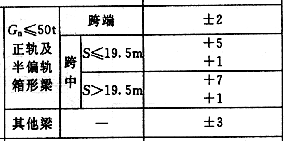 Gₙ≤50t
正轨及
半偏轨
箱形梁
跨端
±2
跨中
S≤19.5m
+5
+1
S>19.5m
+7
+1
其他梁
—
±3